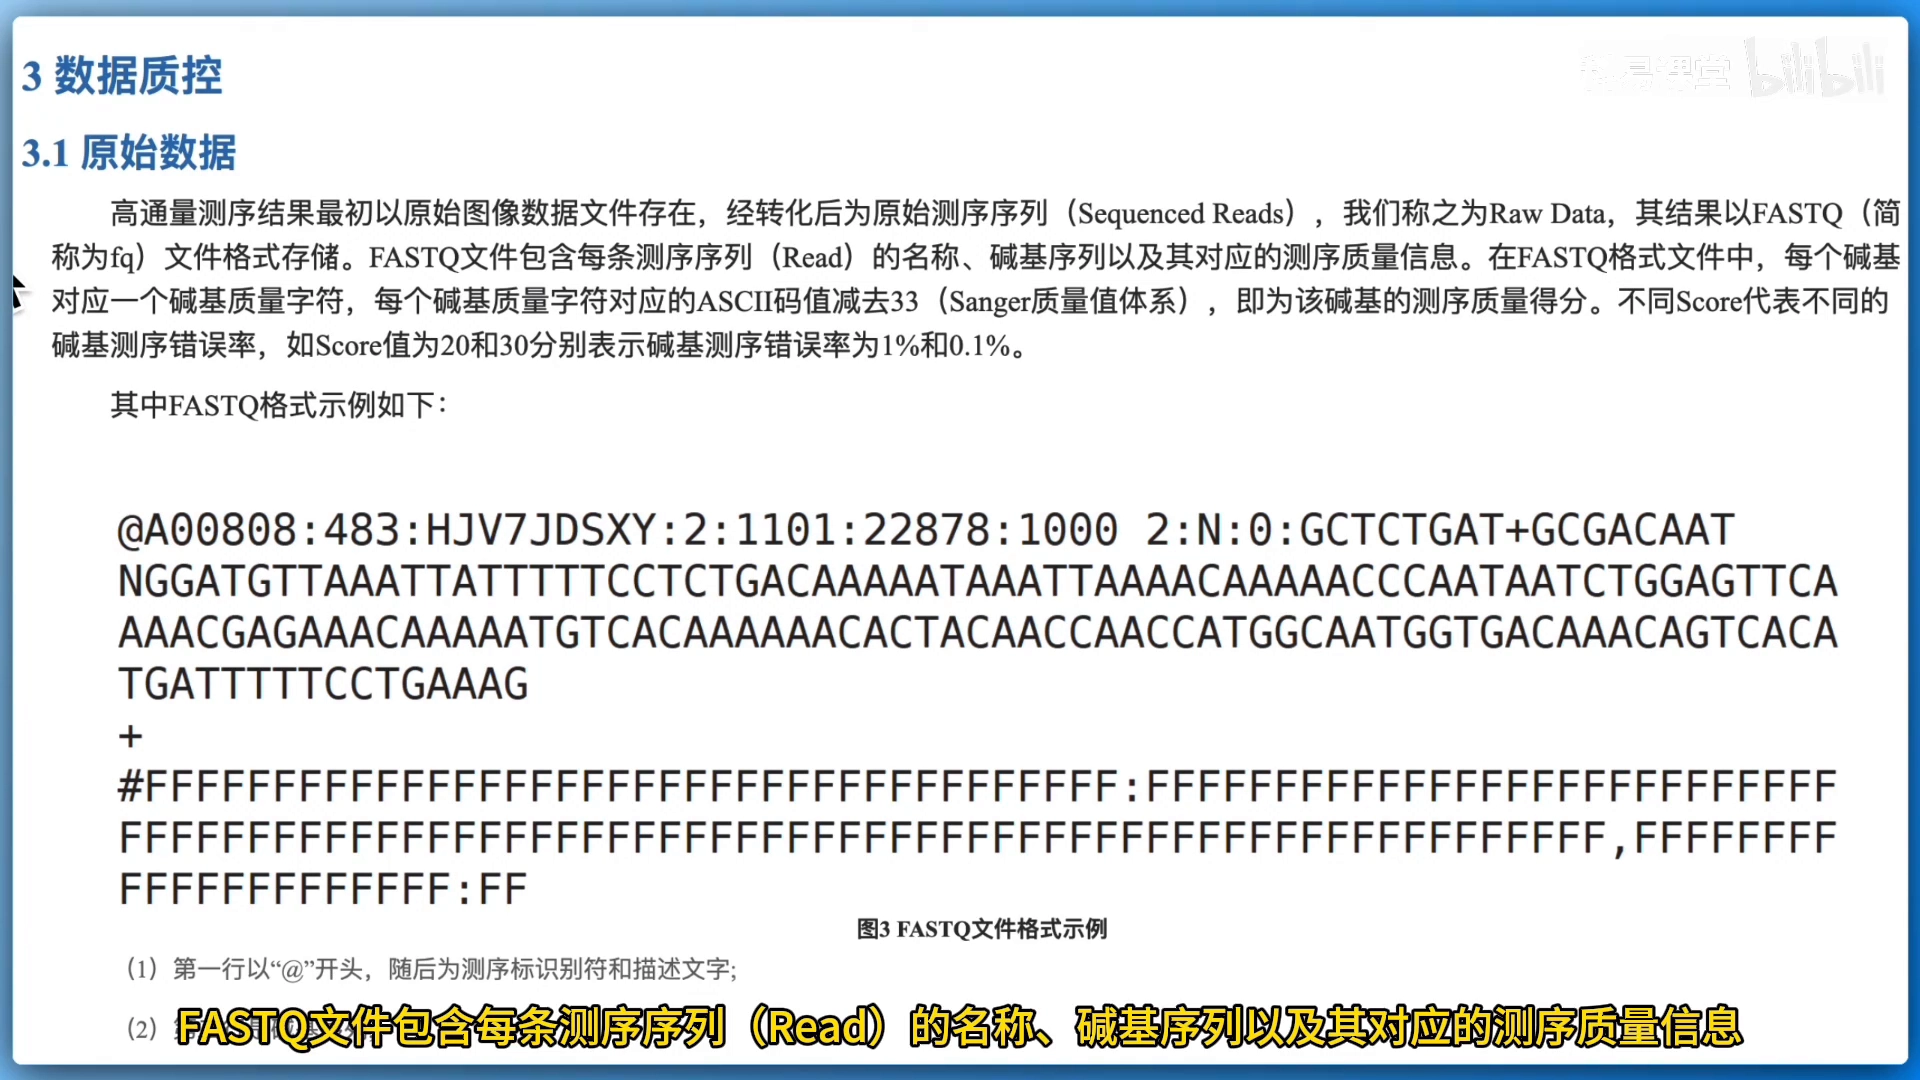 3 数据质控
bilibili
3.1 原始数据
高通量测序结果最初以原始图像数据文件存在，经转化后为原始测序序列（Sequenced Reads），我们称之为Raw Data，其结果以FASTQ（简
称为fq）文件格式存储。FASTQ文件包含每条测序序列（Read）的名称、碱基序列以及其对应的测序质量信息。在FASTQ格式文件中，每个碱基
对应一个碱基质量字符，每个碱基质量字符对应的ASCII码值减去33（Sanger质量值体系），即为该碱基的测序质量得分。不同Score代表不同的
碱基测序错误率，如Score值为20和30分别表示碱基测序错误率为1%和0.1%。
其中FASTQ格式示例如下：
@A00808:483:HJV7JDSXY:2:1101:22878:1000 2:N:0:GCTCTGAT+GCGACAAT
NGGATGTTAAATTATTTTTCCTCTGACAAAAATAAATTAAAACAAAAACCCAATAATCTGGAGTTCA
AAACGAGAAACAAAAATGTCACAAAAAACACTACAACCAACCATGGCAATGGTGACAAACAGTCACA
TGATTTTTCCTGAAAG
+
#FFFFFFFFFFFFFFFFFFFFFFFFFFFFFFFFFFFFFF:FFFFFFFFFFFFFFFFFFFFFFFFFFF
FFFFFFFFFFFFFFFFFFFFFFFFFFFFFFFFFFFFFFFFFFFFFFFFFFFFFFFFFF,FFFFFFFF
FFFFFFFFFFFFF:FF
图3 FASTQ文件格式示例
（1）第一行以“@”开头，随后为测序标识别符和描述文字;
（2）
FASTQ文件包含每条测序序列（Read）的名称、碱基序列以及其对应的测序质量信息